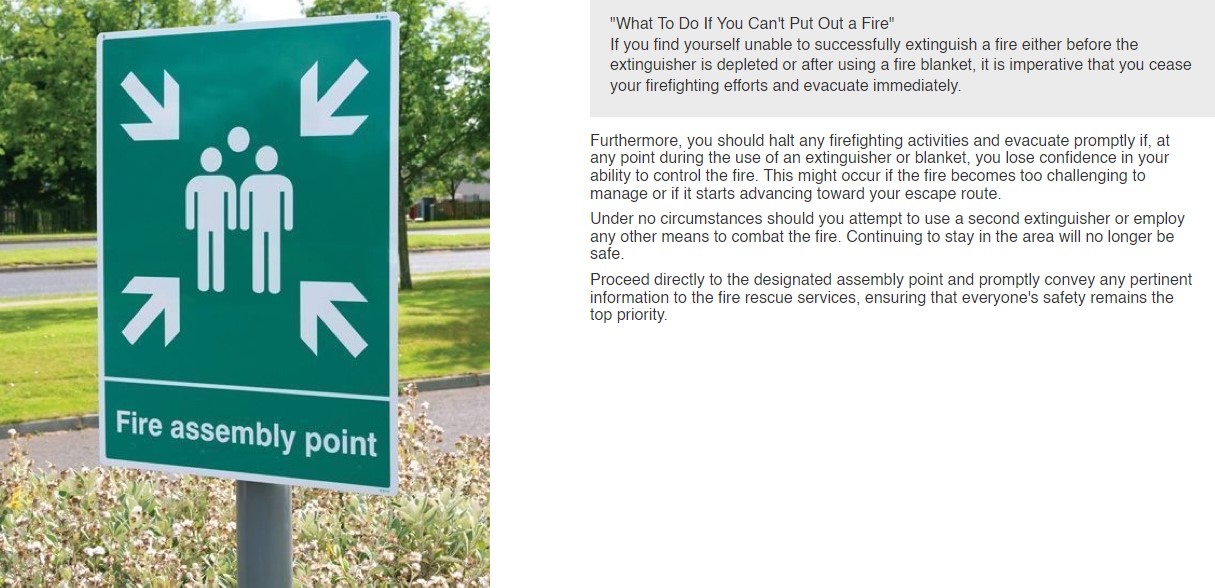 Fire assembly point
"What To Do If You Can't Put Out a Fire"
If you find yourself unable to successfully extinguish a fire either before the
extinguisher is depleted or after using a fire blanket, it is imperative that you cease
your firefighting efforts and evacuate immediately.
Furthermore, you should halt any firefighting activities and evacuate promptly if, at
any point during the use of an extinguisher or blanket, you lose confidence in your
ability to control the fire. This might occur if the fire becomes too challenging to
manage or if it starts advancing toward your escape route.
Under no circumstances should you attempt to use a second extinguisher or employ
any other means to combat the fire. Continuing to stay in the area will no longer be
safe.
Proceed directly to the designated assembly point and promptly convey any pertinent
information to the fire rescue services, ensuring that everyone's safety remains the
top priority.